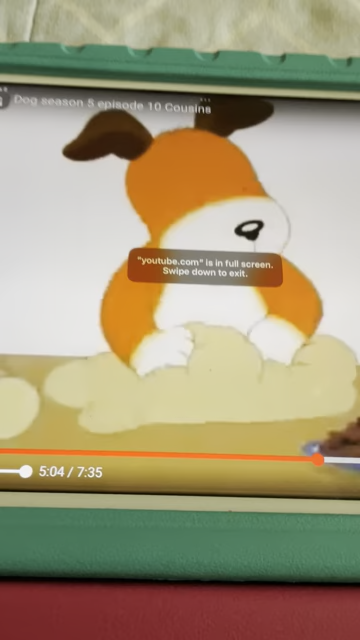 Dog season 5 episode 10 Cousins
"youtube.com" is in full screen.
Swipe down to exit.
5:04 / 7:35